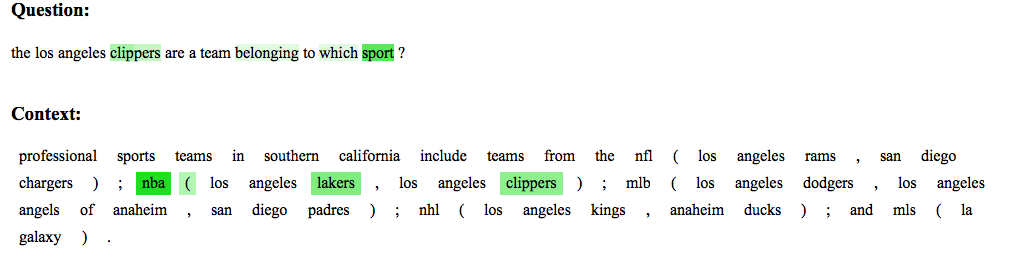 Question:
the los angeles clippers are a team belonging to which sport ?
Context:
professional sports teams in southern california include teams from the nfl ( los angeles rams , san diego
chargers ) ; nba ( los angeles lakers , los angeles clippers ) ; mlb ( los angeles dodgers , los angeles
angels of anaheim , san diego padres ) ; nhl ( los angeles kings , anaheim ducks ) ; and mls ( la
galaxy ) .